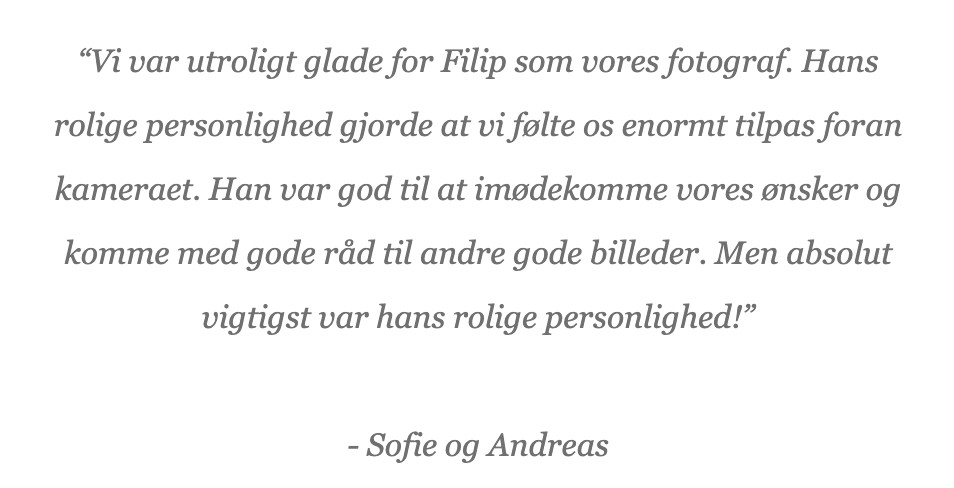 “Vi var utroligt glade for Filip som vores fotograf. Hans
rolige personlighed gjorde at vi følte os enormt tilpas foran
kameraet. Han var god til at imødekomme vores ønsker og
komme med gode råd til andre gode billeder. Men absolut
vigtigst var hans rolige personlighed!”
- Sofie og Andreas